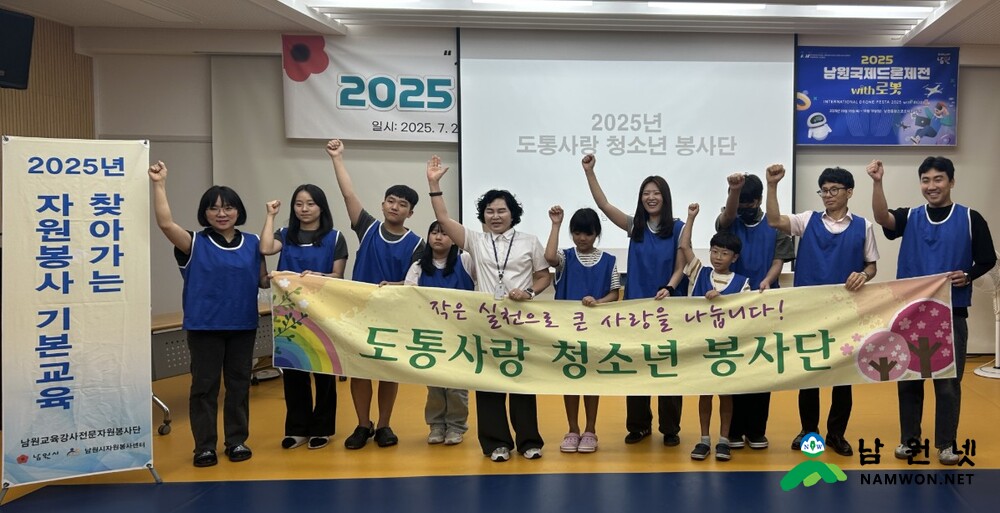 2025
일시: 2025. 7. 2
2025년
도통사랑 청소년 봉사단
2025
남원국제드론제전
with로봇
2025년
찾아가는
자원봉사 기본교육
남원교육강사전문자원봉사단
남원시 남원시자원봉사센터
작은 실천으로 큰 사랑을 나눕니다!
도통사랑 청소년 봉사단
남원넷
NAMWON.NET